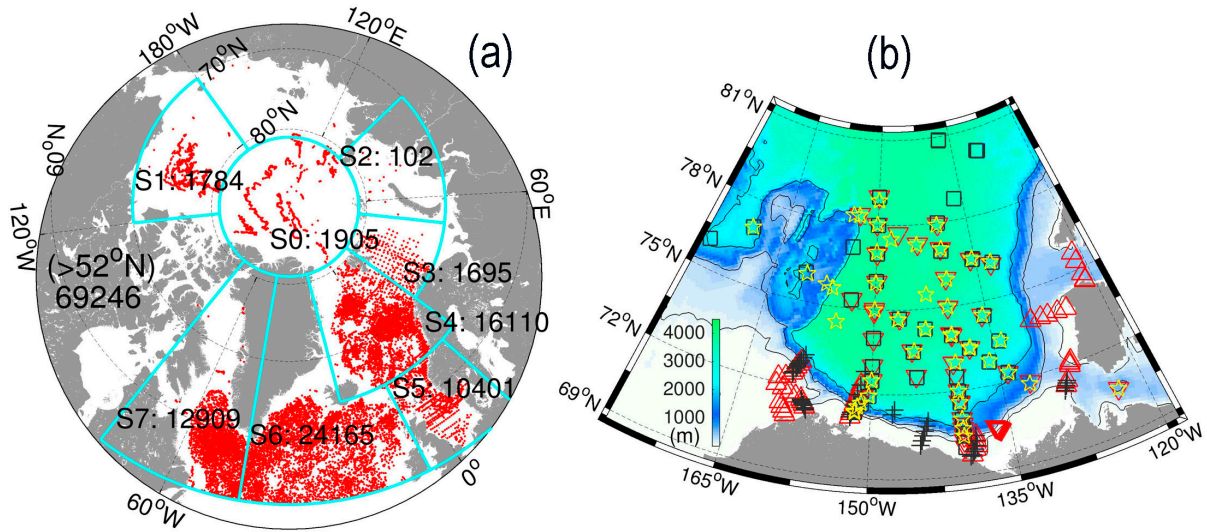 (a)
180°W
120°E
70°N
80°N
60°N
60°E
S2: 102
S1: 1784
120°W
S0: 1905
(>52°N)
69246
S3: 1695
S4: 16110
S5: 10401
S7: 12909
S6: 24165
0°
60°W
(b)
81°N
78°N
75°N
72°N
69°N
4000
3000
2000
1000
(m)
165°W
150°W
135°W
120°W